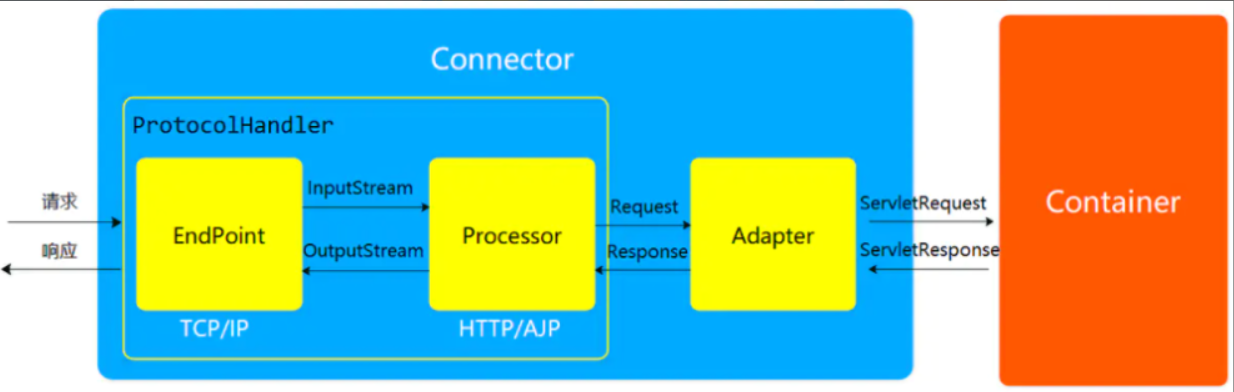 Connector
ProtocolHandler
请求
响应
EndPoint
TCP/IP
InputStream
OutputStream
Processor
HTTP/AJP
Request
Response
Adapter
ServletRequest
ServletResponse
Container